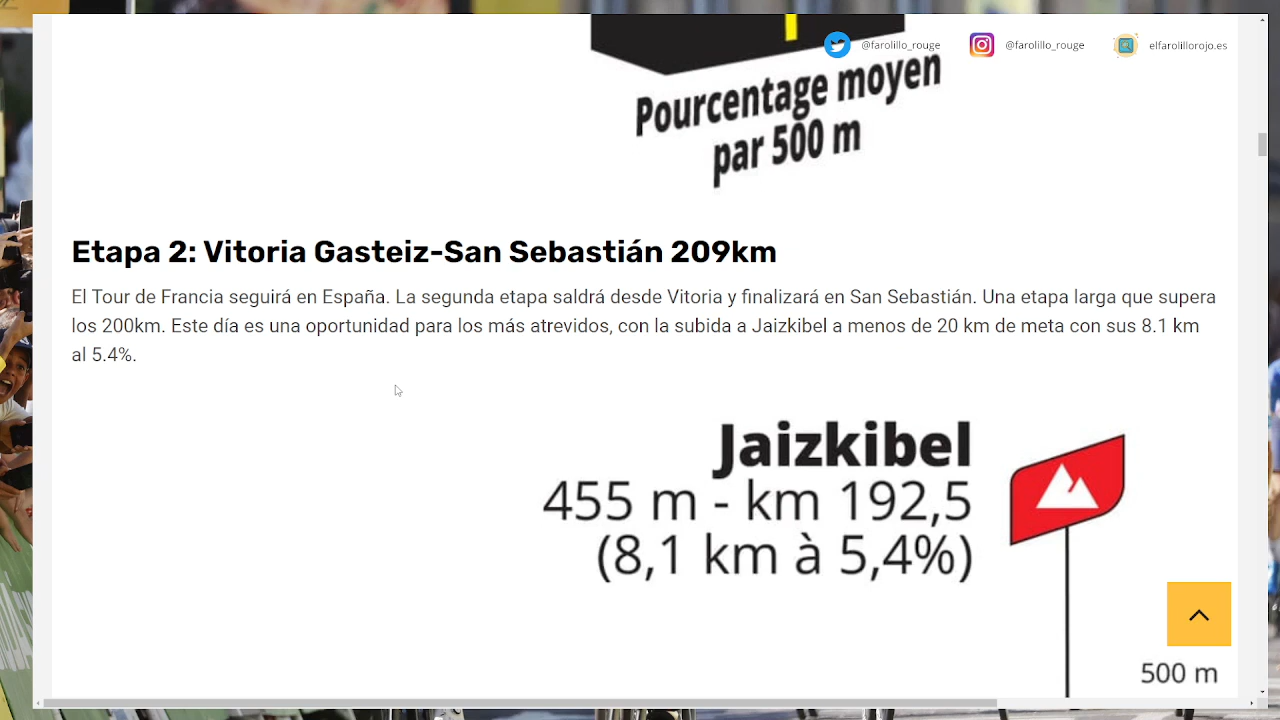 @farolillo_rouge
@farolillo_rouge
elfarolillorojo.es
Pourcentage moyen
par 500 m
Etapa 2: Vitoria Gasteiz-San Sebastián 209km
El Tour de Francia seguirá en España. La segunda etapa saldrá desde Vitoria y finalizará en San Sebastián. Una etapa larga que supera
los 200km. Este día es una oportunidad para los más atrevidos, con la subida a Jaizkibel a menos de 20 km de meta con sus 8.1 km
al 5.4%.
Jaizkibel
455 m - km 192,5
(8,1 km à 5,4%)
500 m